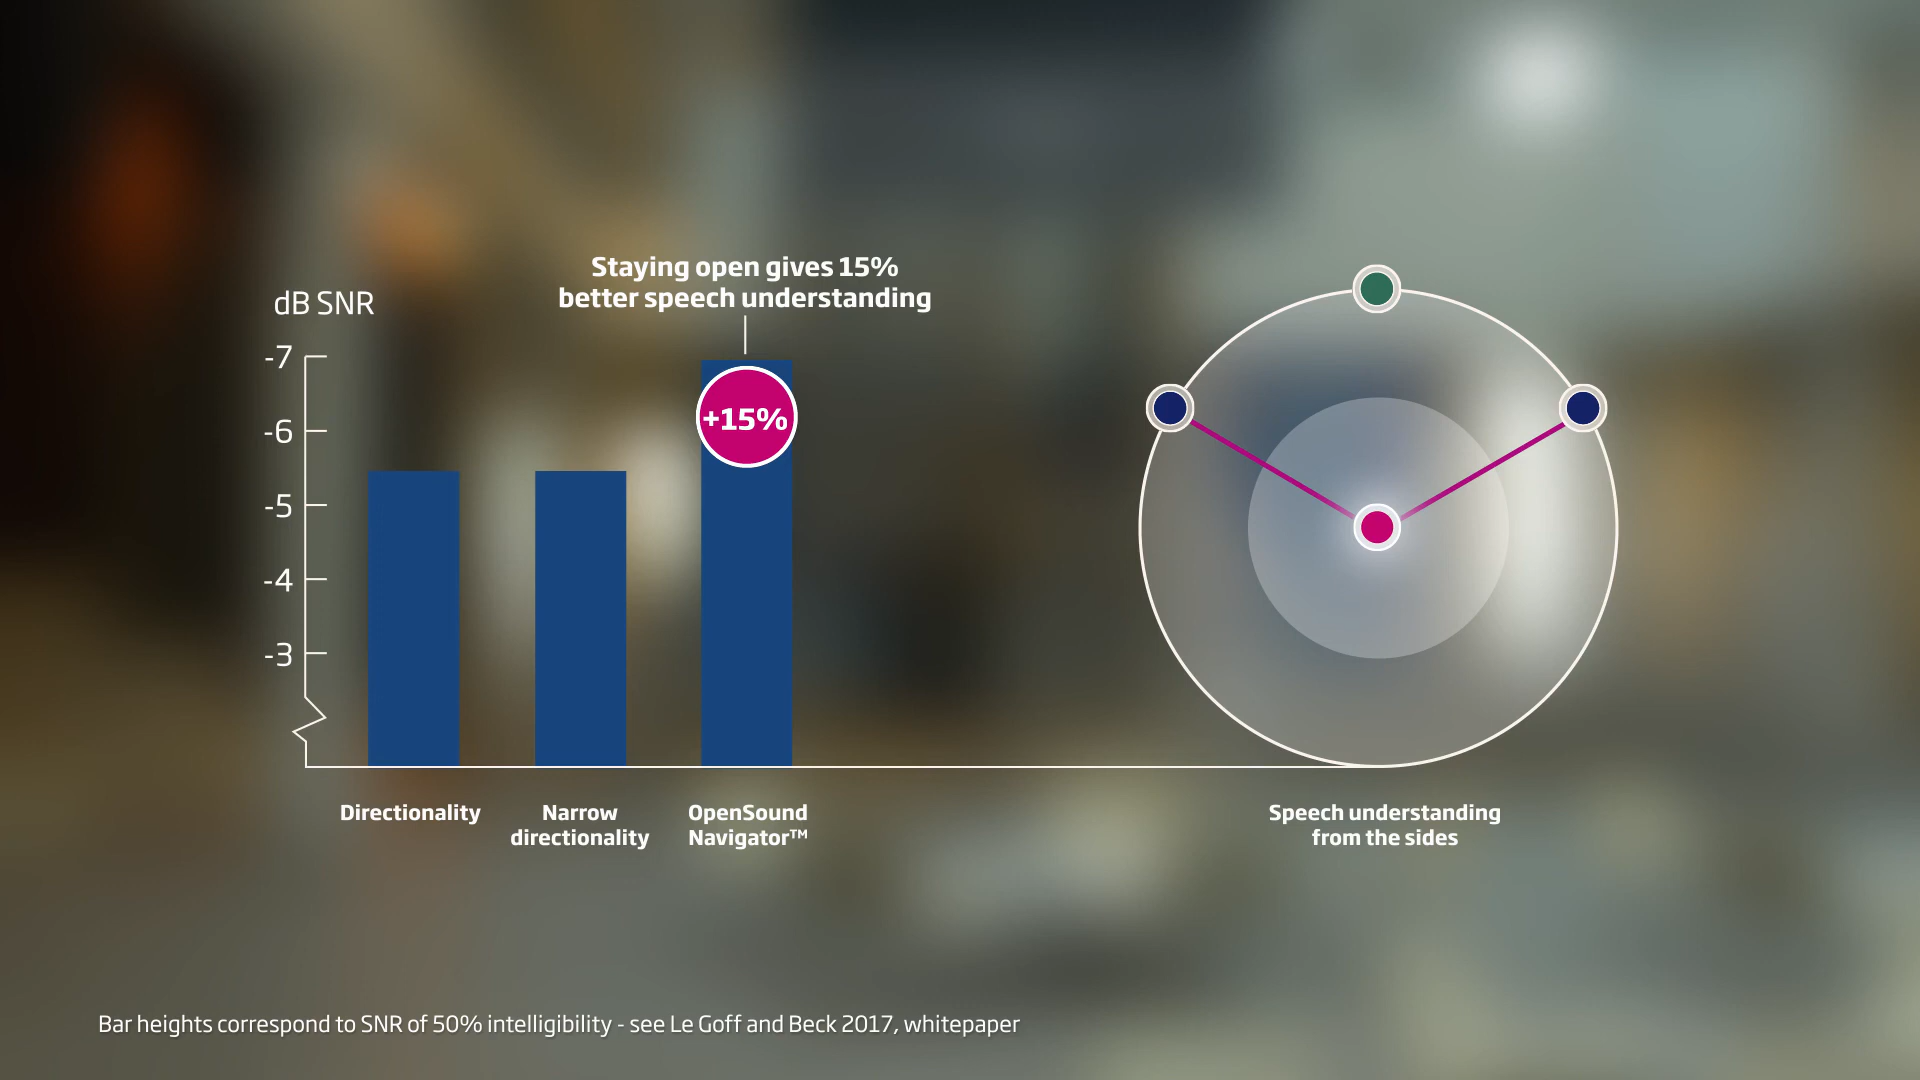 Staying open gives 15%
better speech understanding
dB SNR
-7
-6
-5
-4
-3
+15%
Directionality
Narrow
directionality
OpenSound
Navigator™
Speech understanding
from the sides
Bar heights correspond to SNR of 50% intelligibility - see Le Goff and Beck 2017, whitepaper